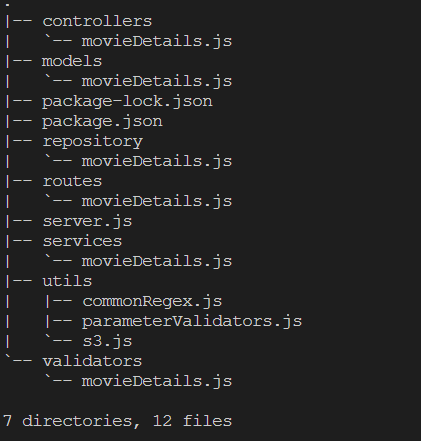 .
|-- controllers
|   `-- movieDetails.js
|-- models
|   `-- movieDetails.js
|-- package-lock.json
|-- package.json
|-- repository
|   `-- movieDetails.js
|-- routes
|   `-- movieDetails.js
|-- server.js
|-- services
|   `-- movieDetails.js
|-- utils
|   |-- commonRegex.js
|   |-- parameterValidators.js
|   `-- s3.js
`-- validators
    `-- movieDetails.js

7 directories, 12 files